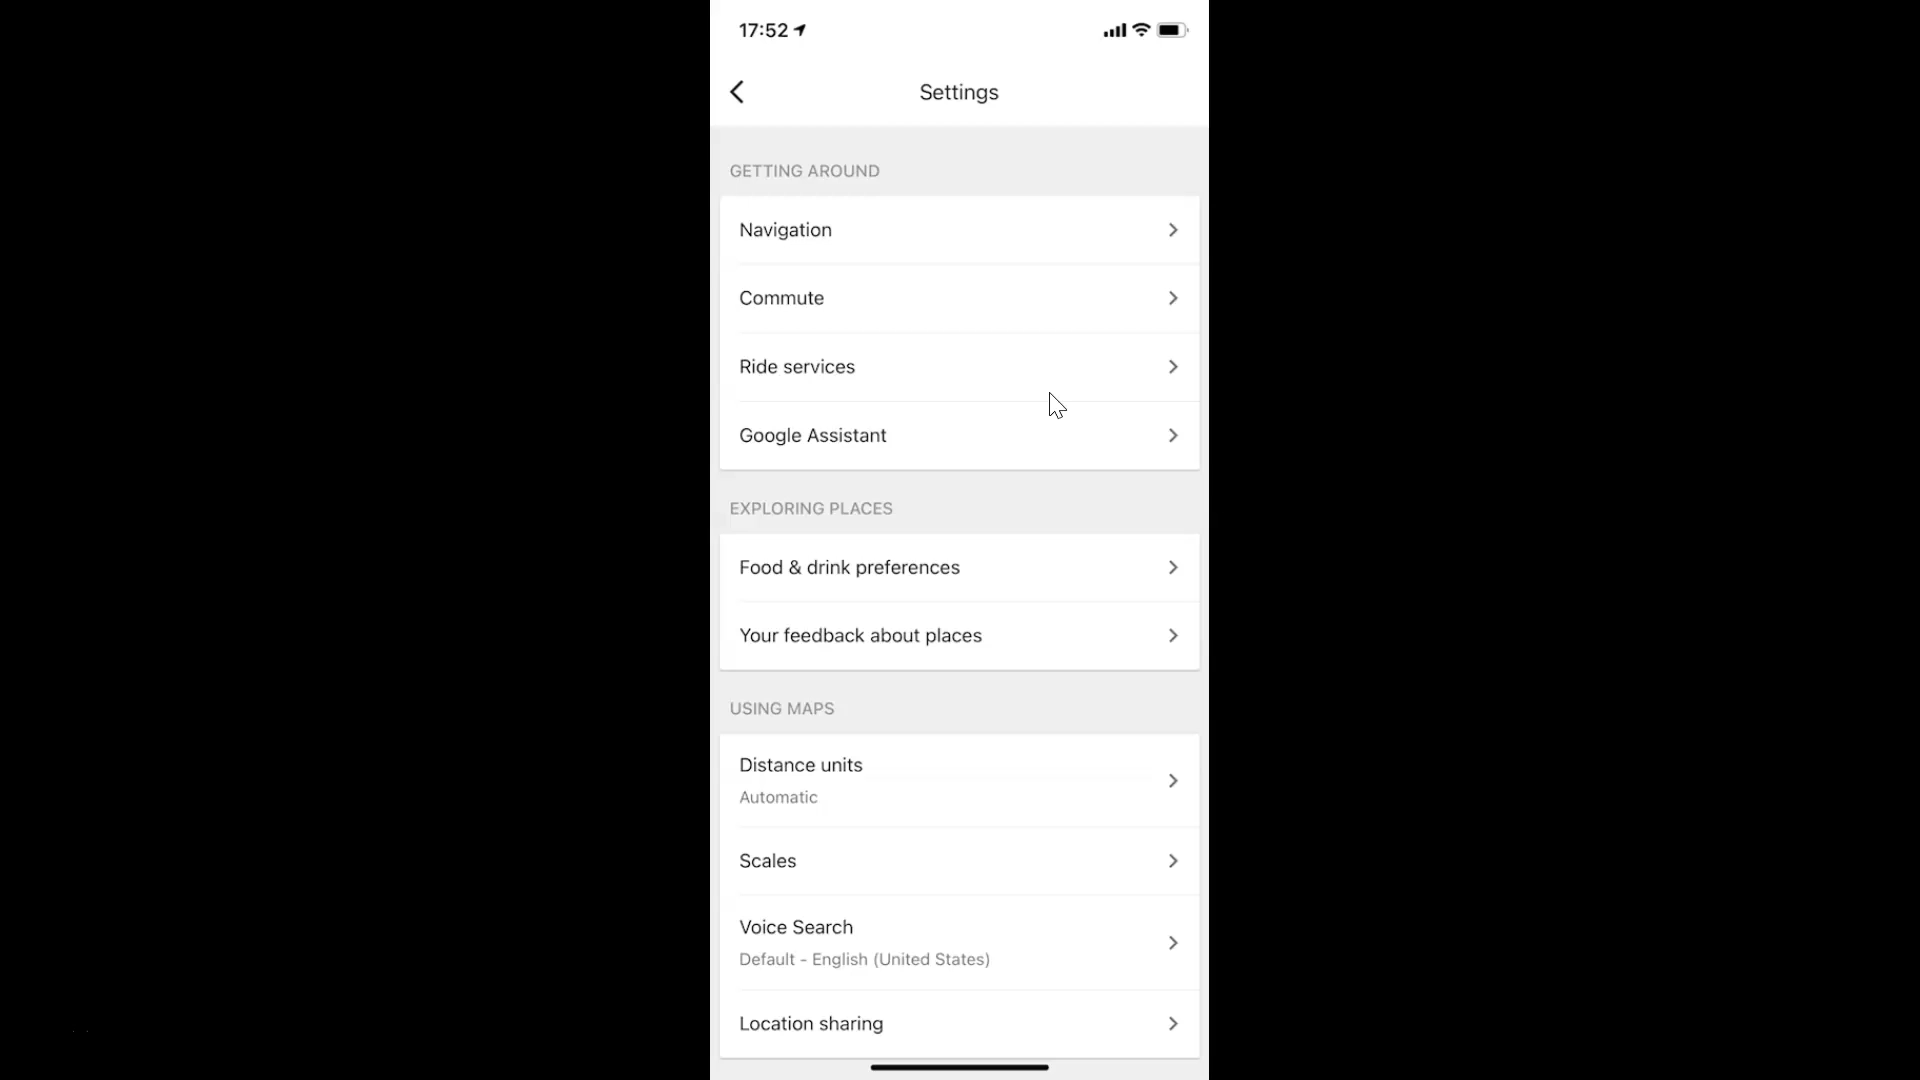 17:52
Settings
GETTING AROUND
Navigation
Commute
Ride services
Google Assistant
EXPLORING PLACES
Food & drink preferences
Your feedback about places
USING MAPS
Distance units
Automatic
Scales
Voice Search
Default - English (United States)
Location sharing